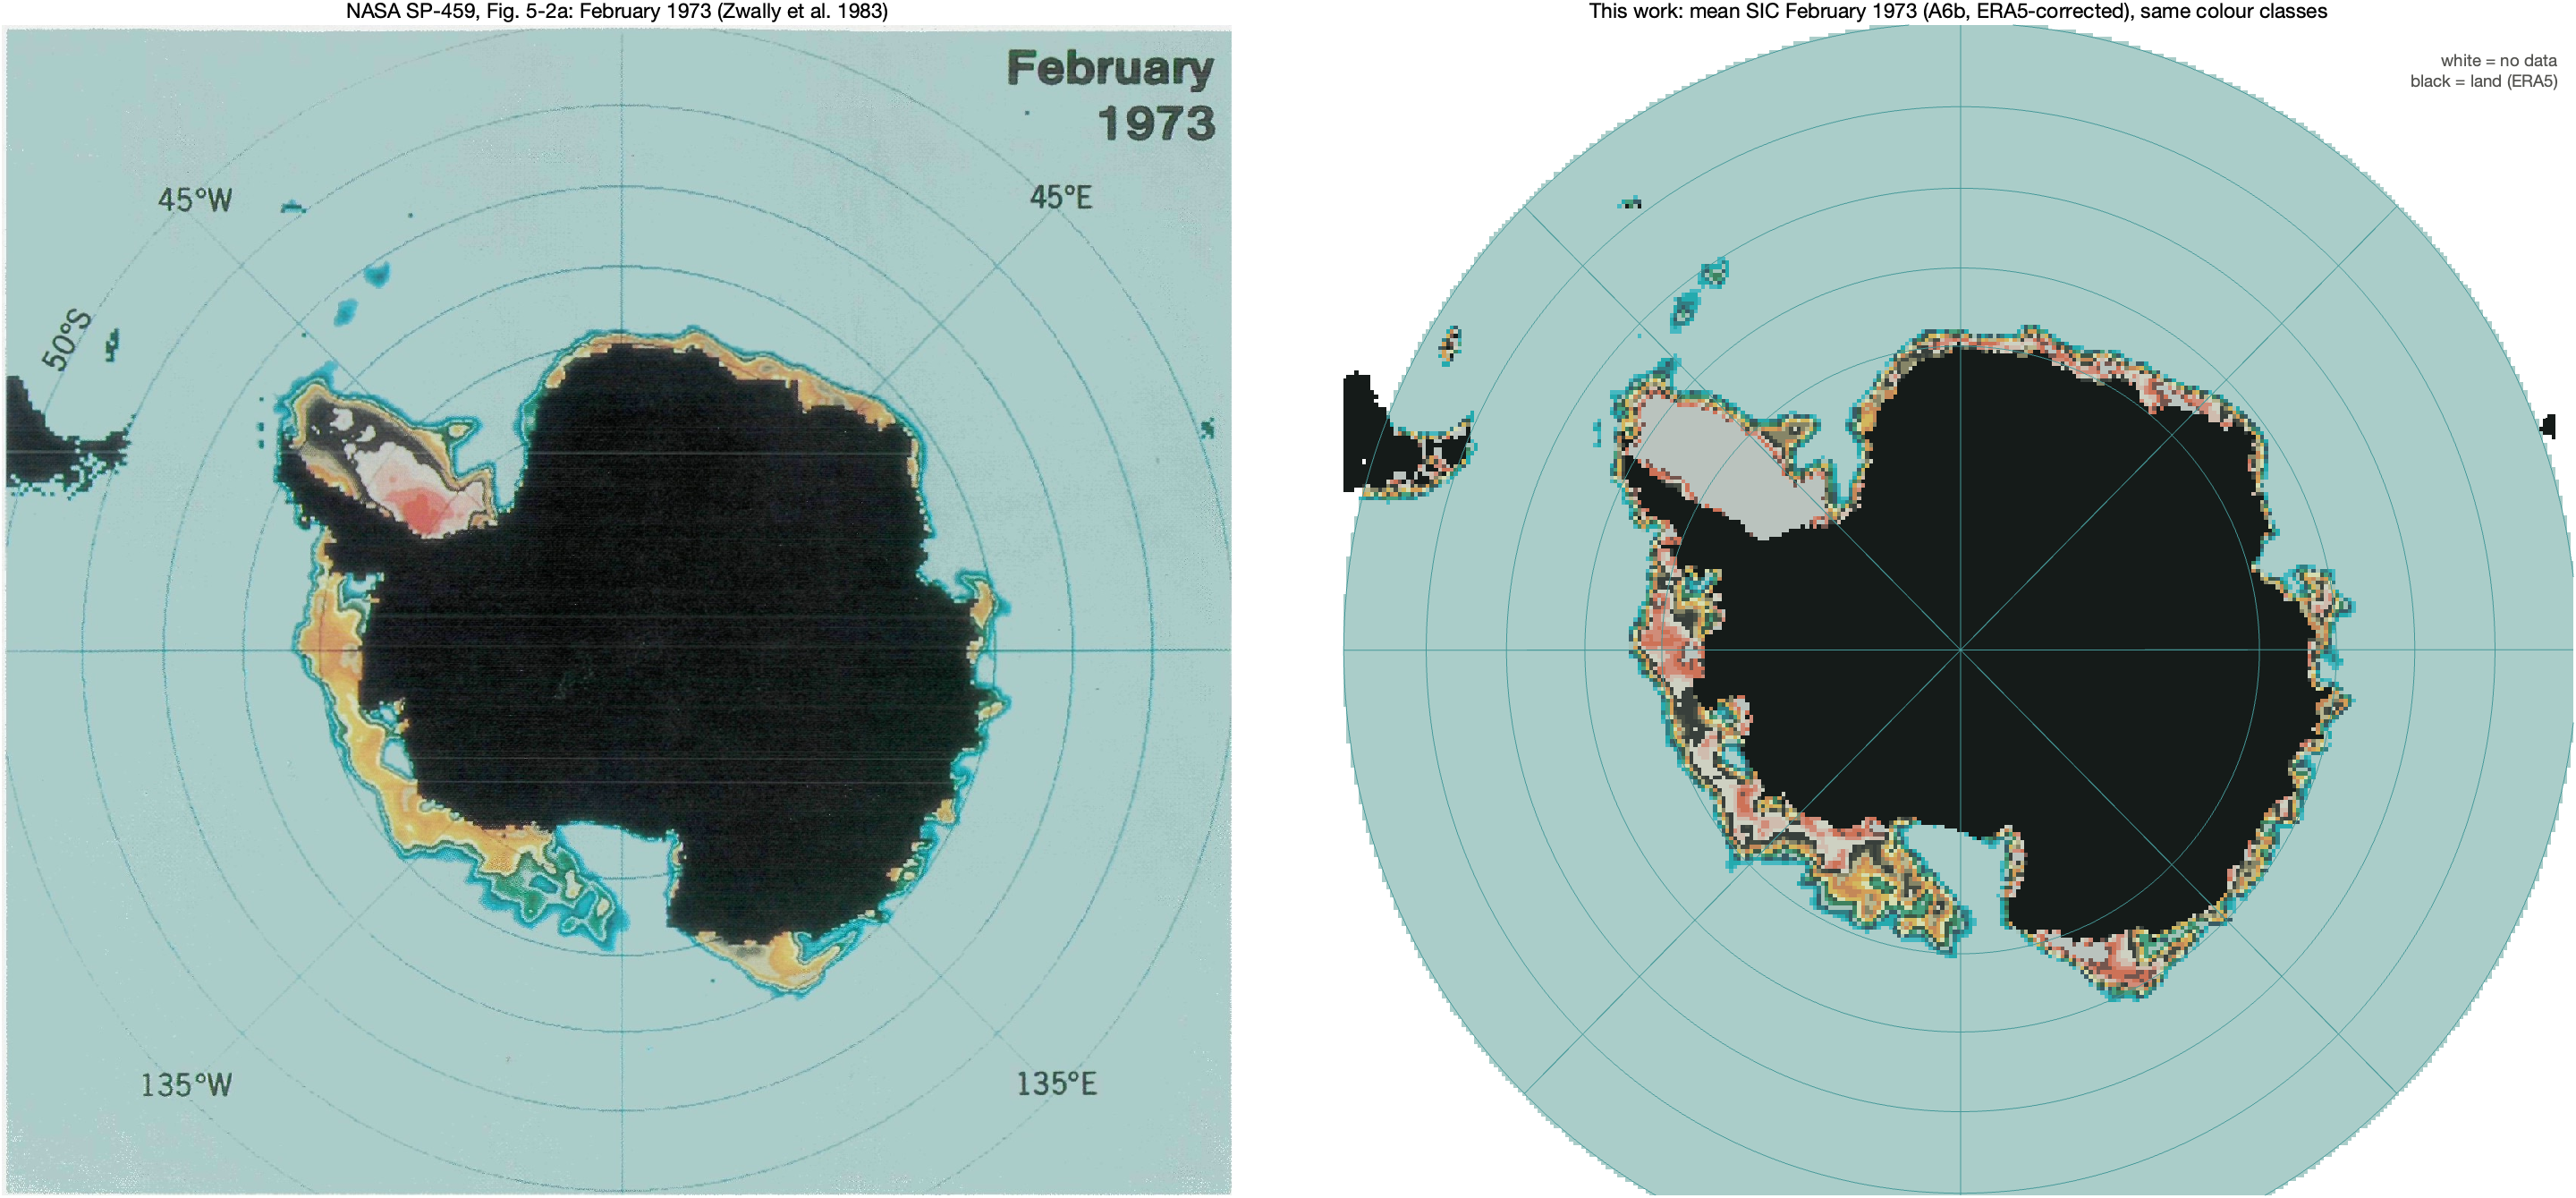 NASA SP-459, Fig. 5-2a: February 1973 (Zwally et al. 1983)
This work: mean SIC February 1973 (A6b, ERA5-corrected), same colour classes
February
1973
white = no data
black = land (ERA5)
45°W
45°E
50°S
135°W
135°E